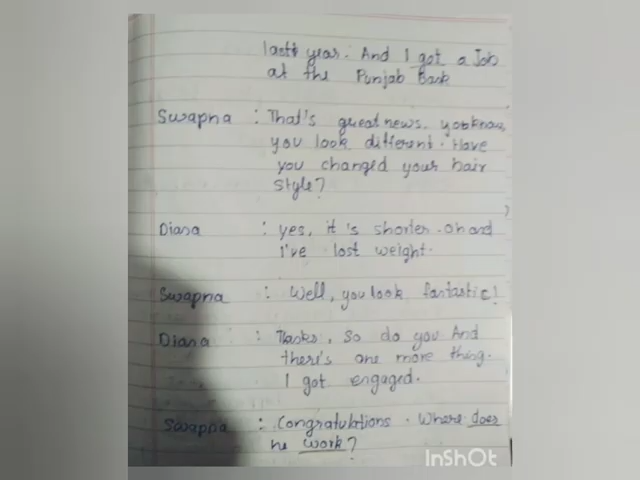 last year. And I got a Job
at the Punjab Bank
Swapna : That's great news. you know,
you look different. Have
you changed your hair
style?
Diana : yes, it's shorter. Oh and
I've lost weight.
Swapna : Well, you look fantastic!
Diana : Thanks, so do you And
there's one more thing.
I got engaged.
Swapna : Congratulations. Where does
he work?
InShOt